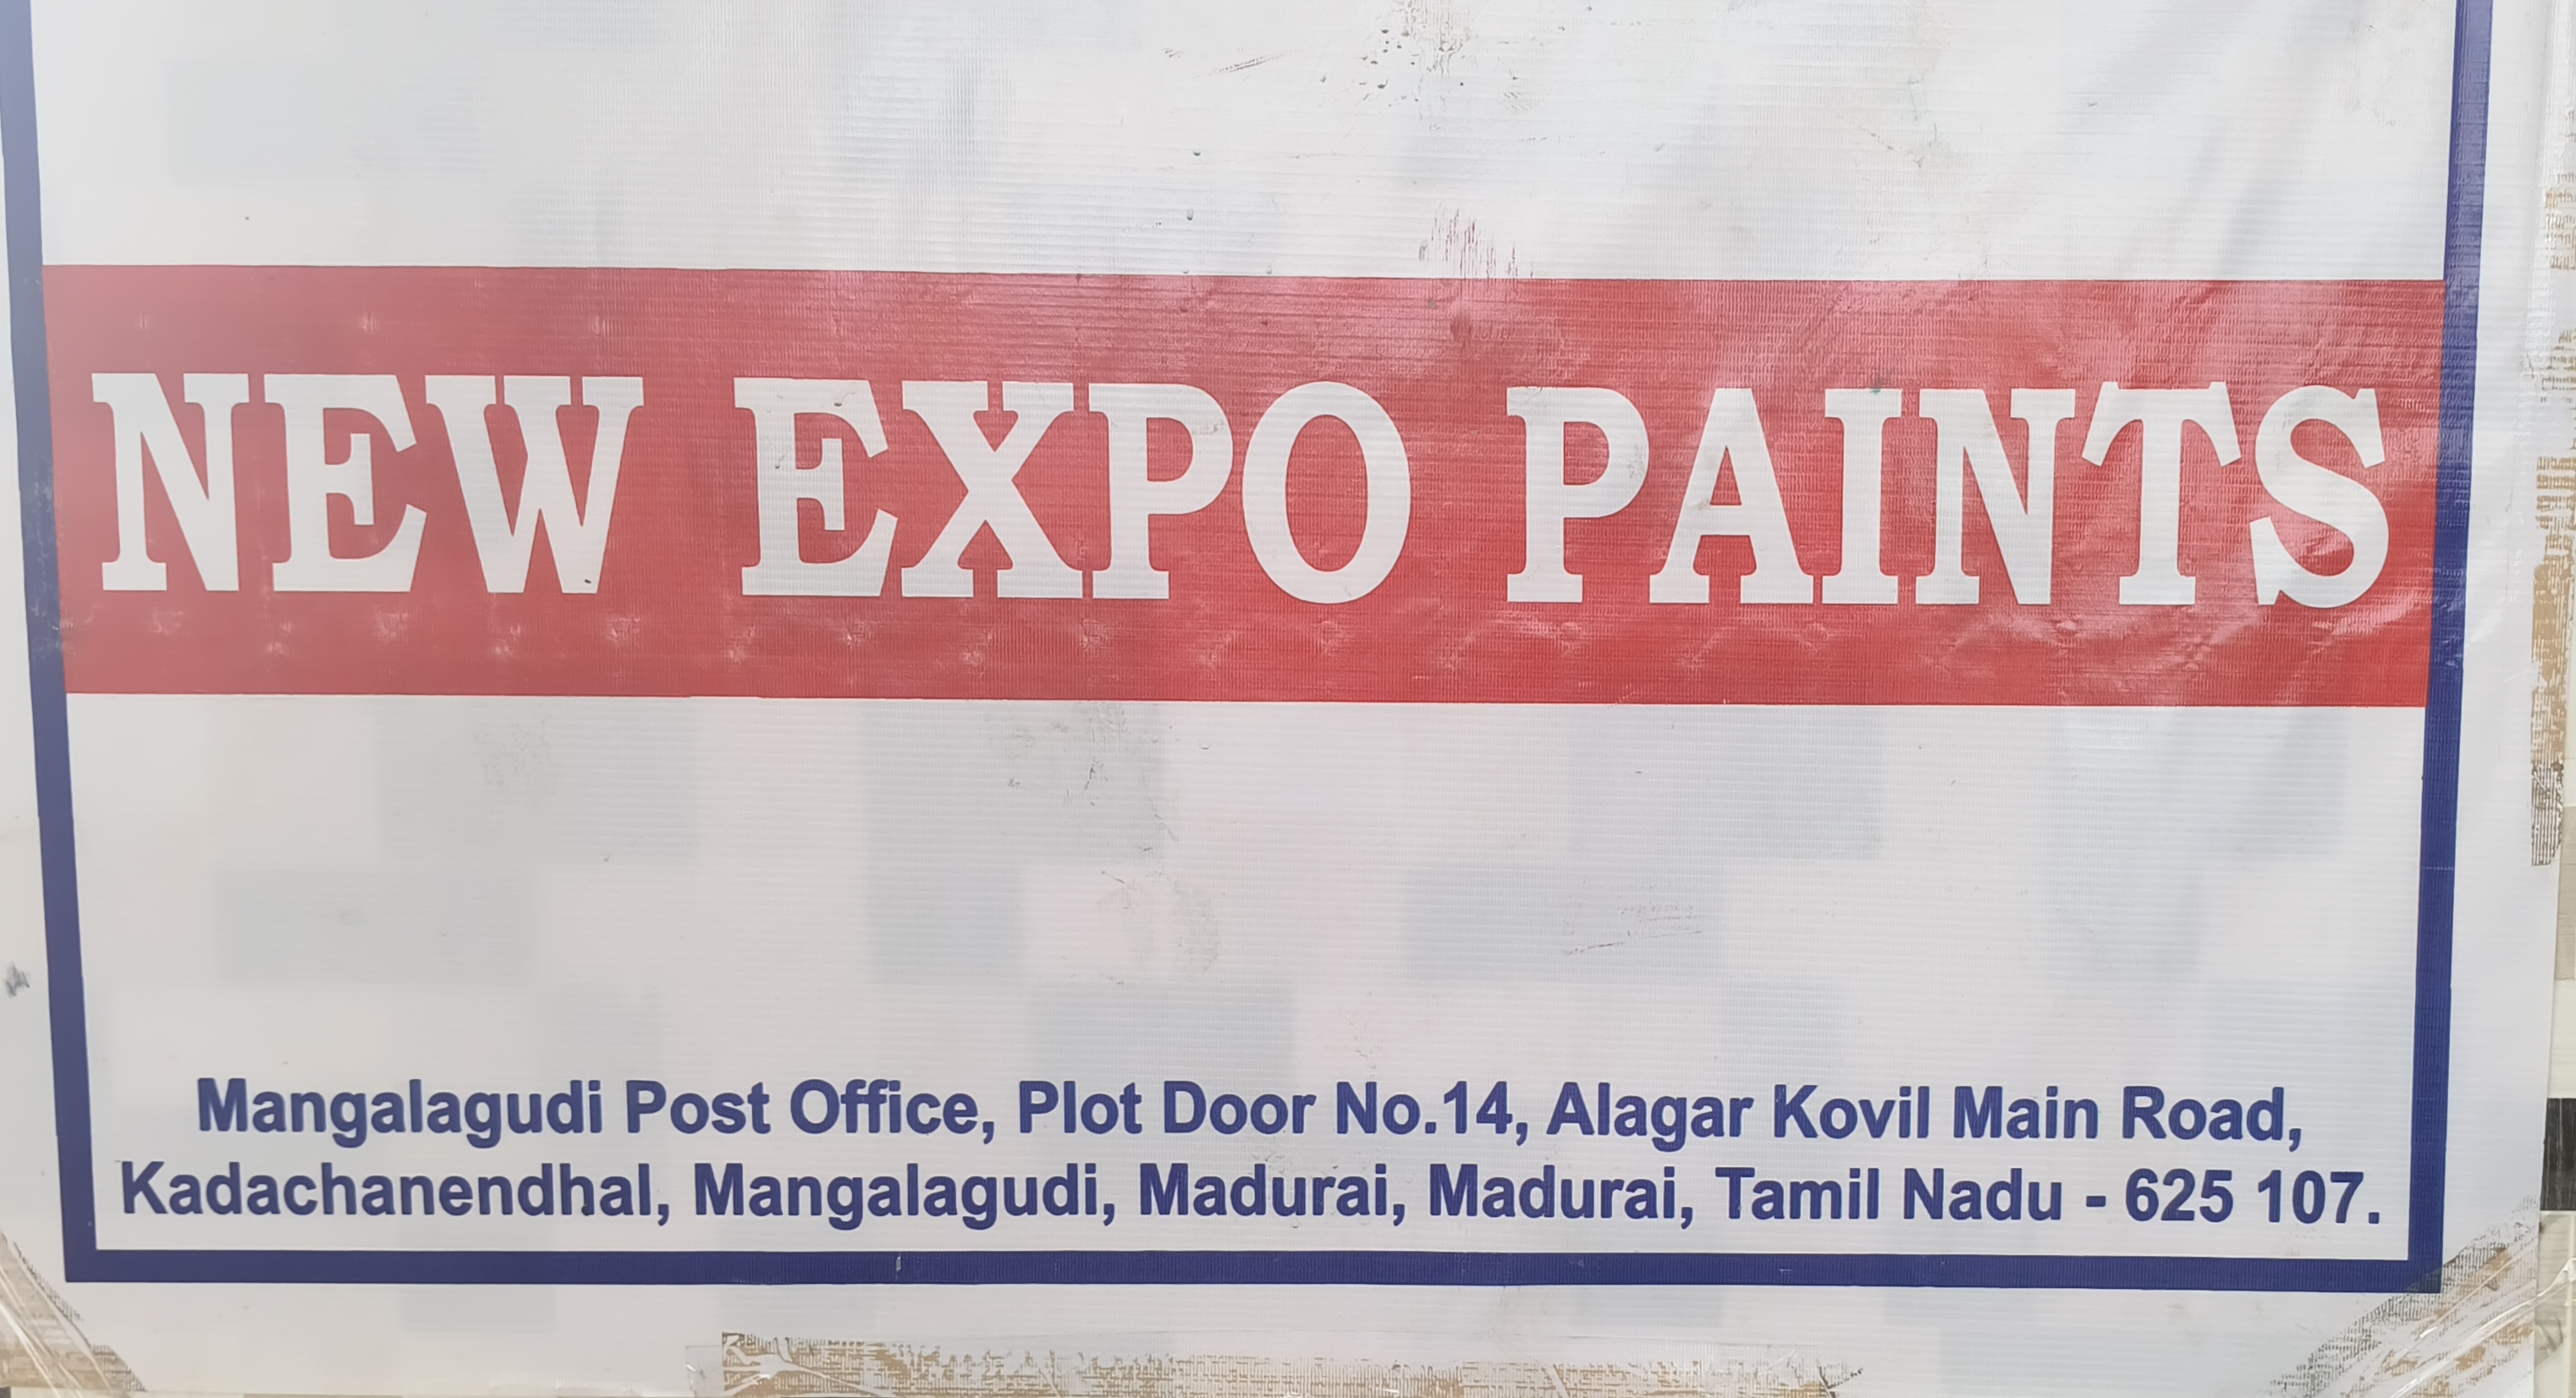 NEW EXPO PAINTS
Mangalagudi Post Office, Plot Door No.14, Alagar Kovil Main Road,
Kadachanendhal, Mangalagudi, Madurai, Madurai, Tamil Nadu - 625 107.